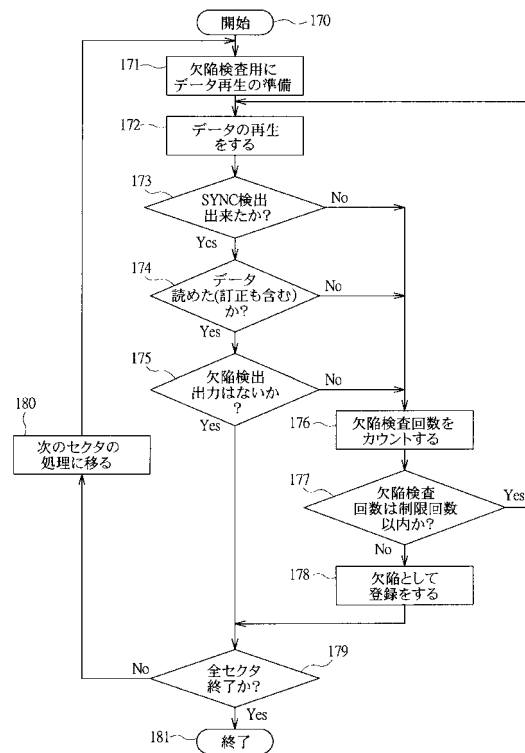 開始
170
171
欠陥検査用に
データ再生の準備
172
データの再生
をする
173
SYNC検出
出来たか?
No
Yes
174
データ
読めた(訂正も含む)
か?
No
Yes
175
欠陥検出
出力はないか
?
No
Yes
180
次のセクタの
処理に移る
176
欠陥検査回数を
カウントする
177
欠陥検査
回数は制限回数
以内か?
Yes
No
178
欠陥として
登録をする
179
全セクタ
終了か?
No
Yes
181
終了